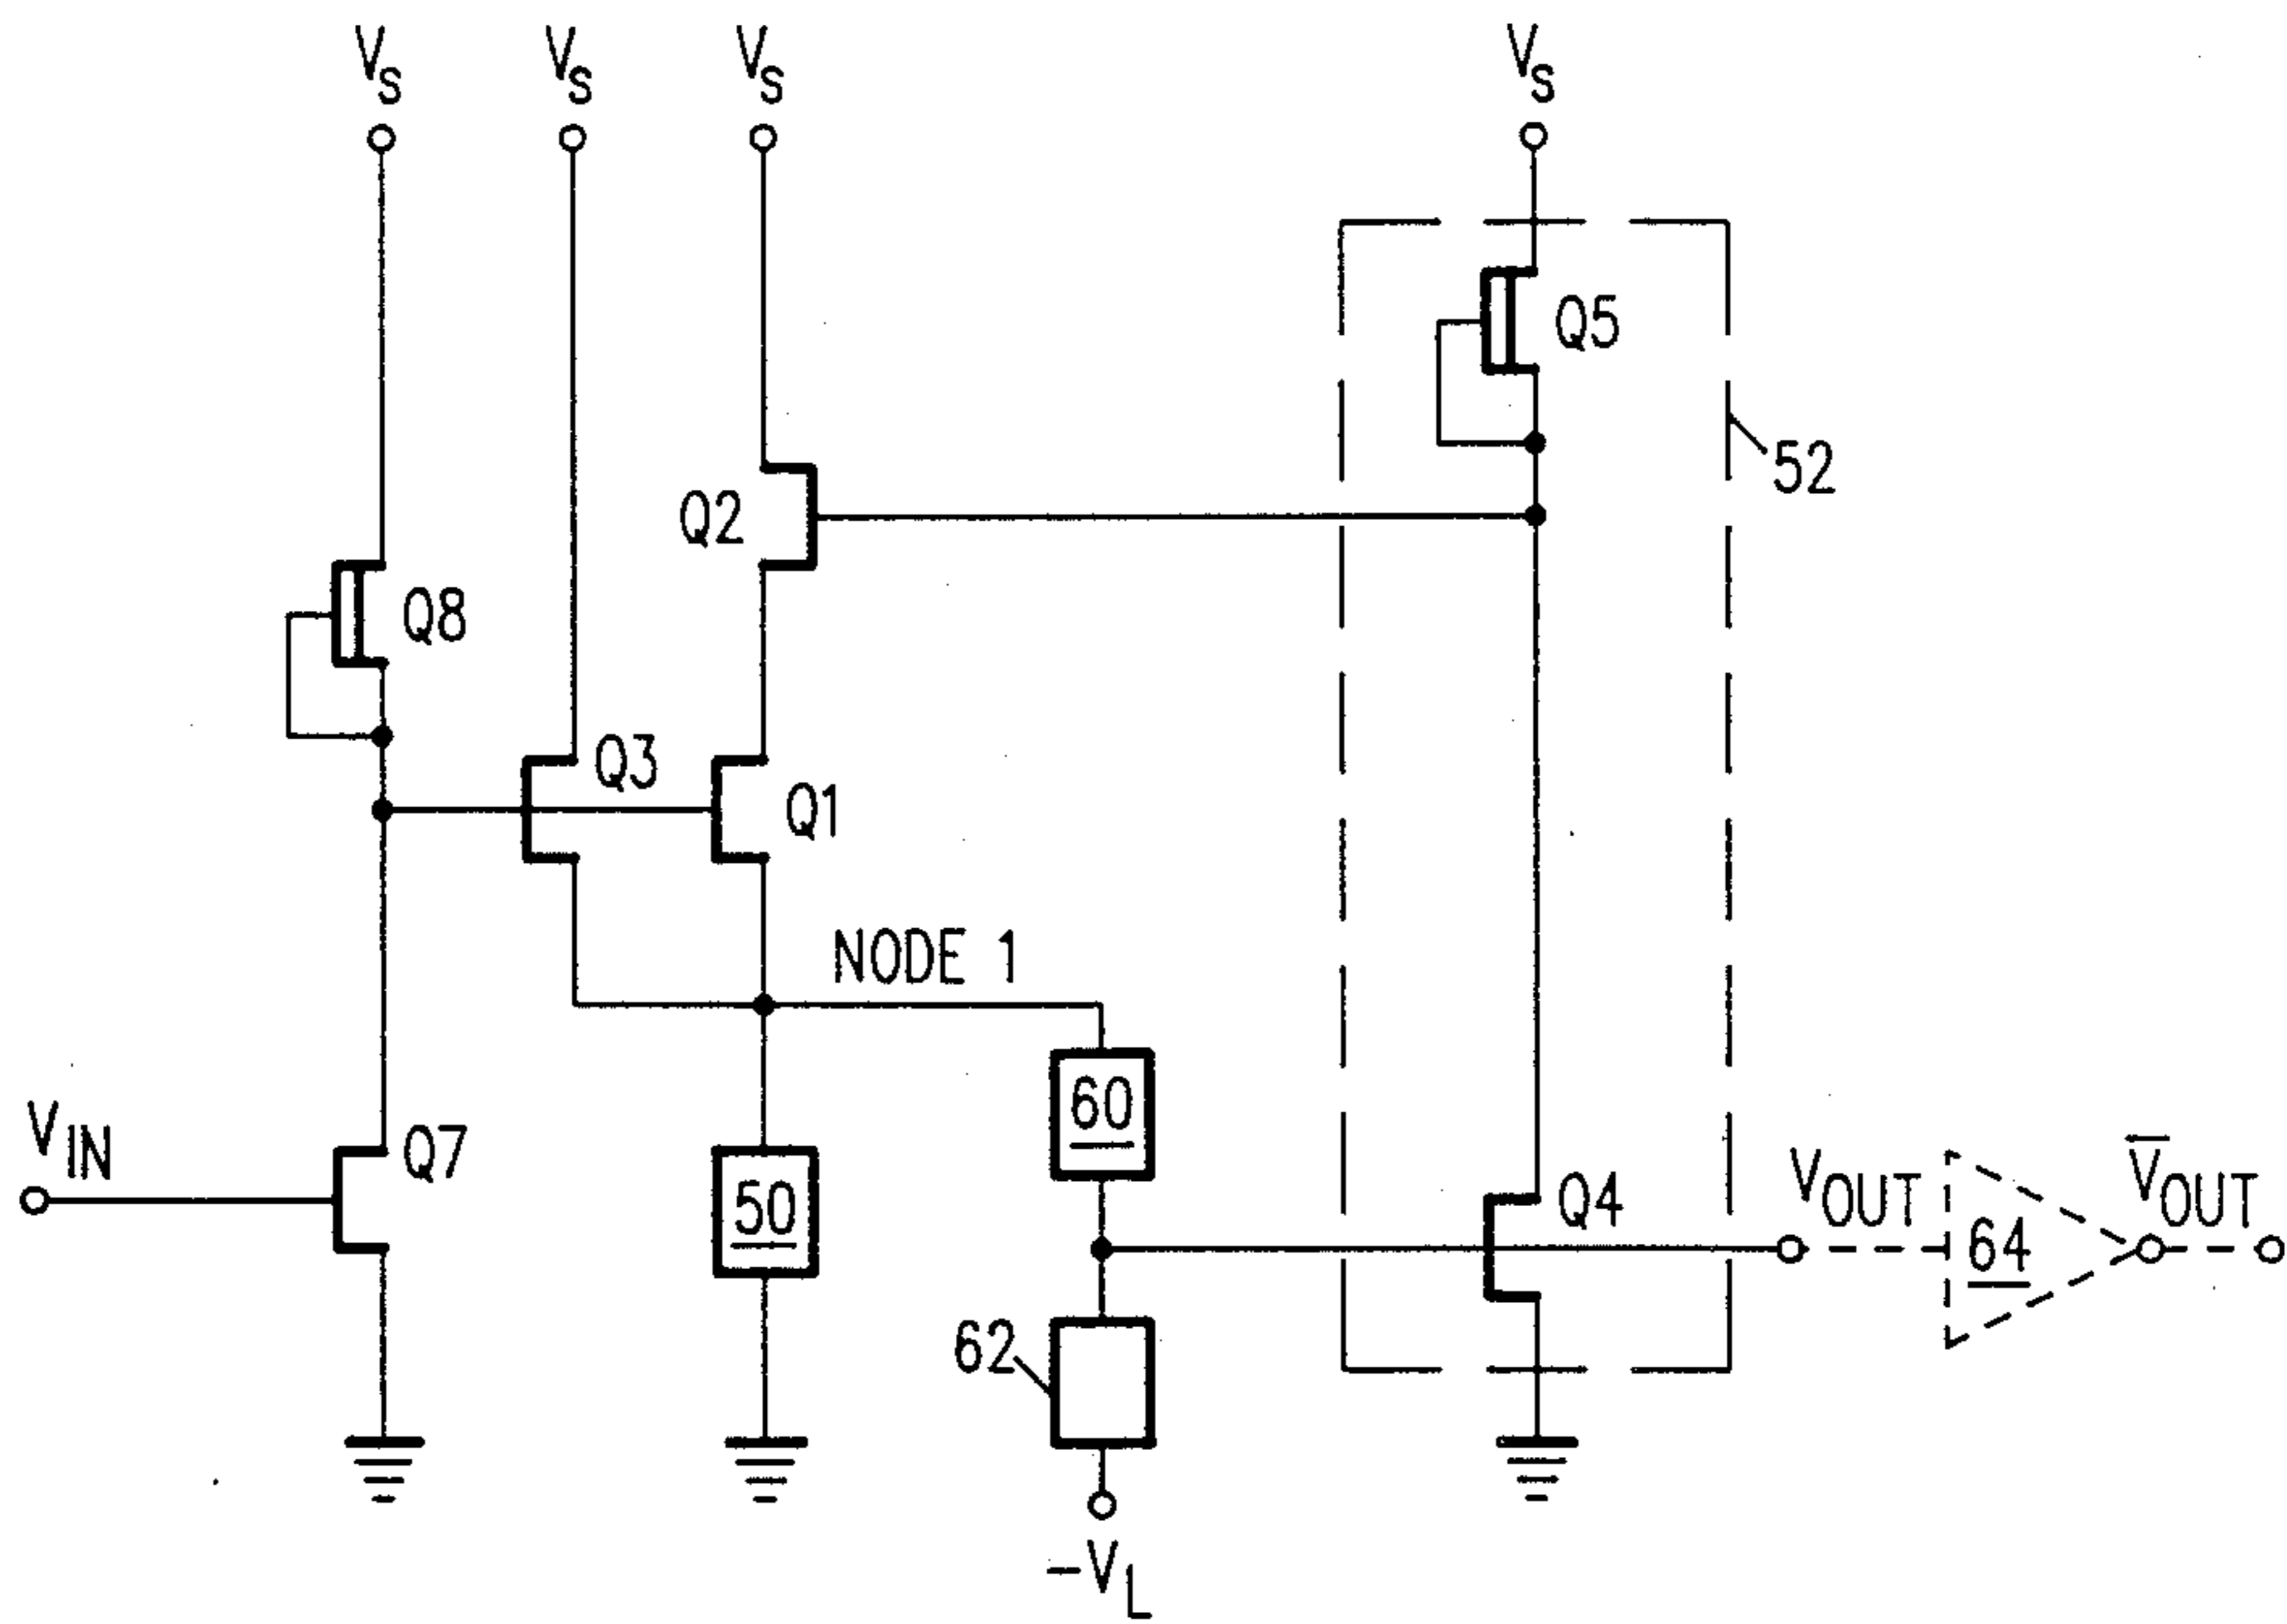 VS
VS
VS
VS
Q5
52
Q2
Q8
Q3
Q1
NODE 1
60
VIN
Q7
50
Q4
VOUT
V̅OUT
64
62
-VL